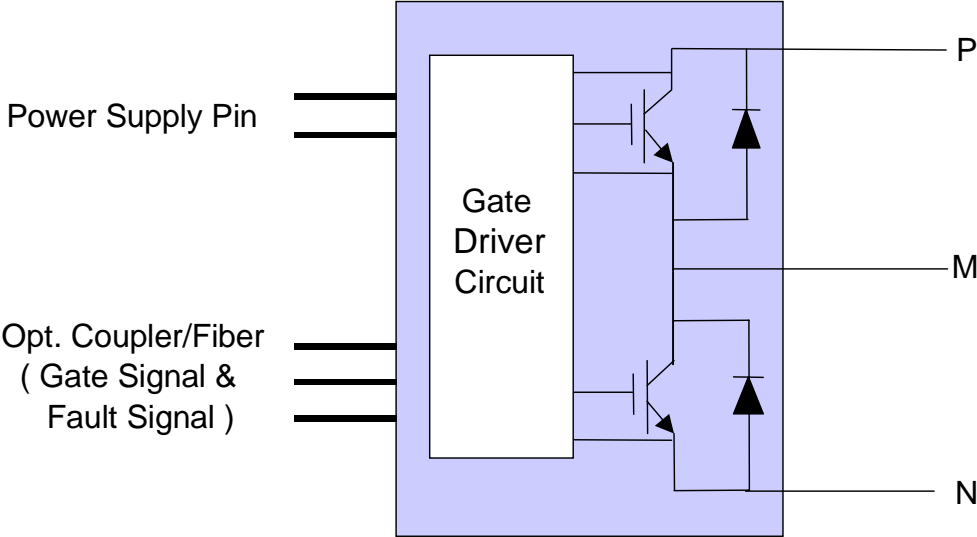 Power Supply Pin
Opt. Coupler/Fiber
( Gate Signal &
Fault Signal )
Gate
Driver
Circuit
P
M
N